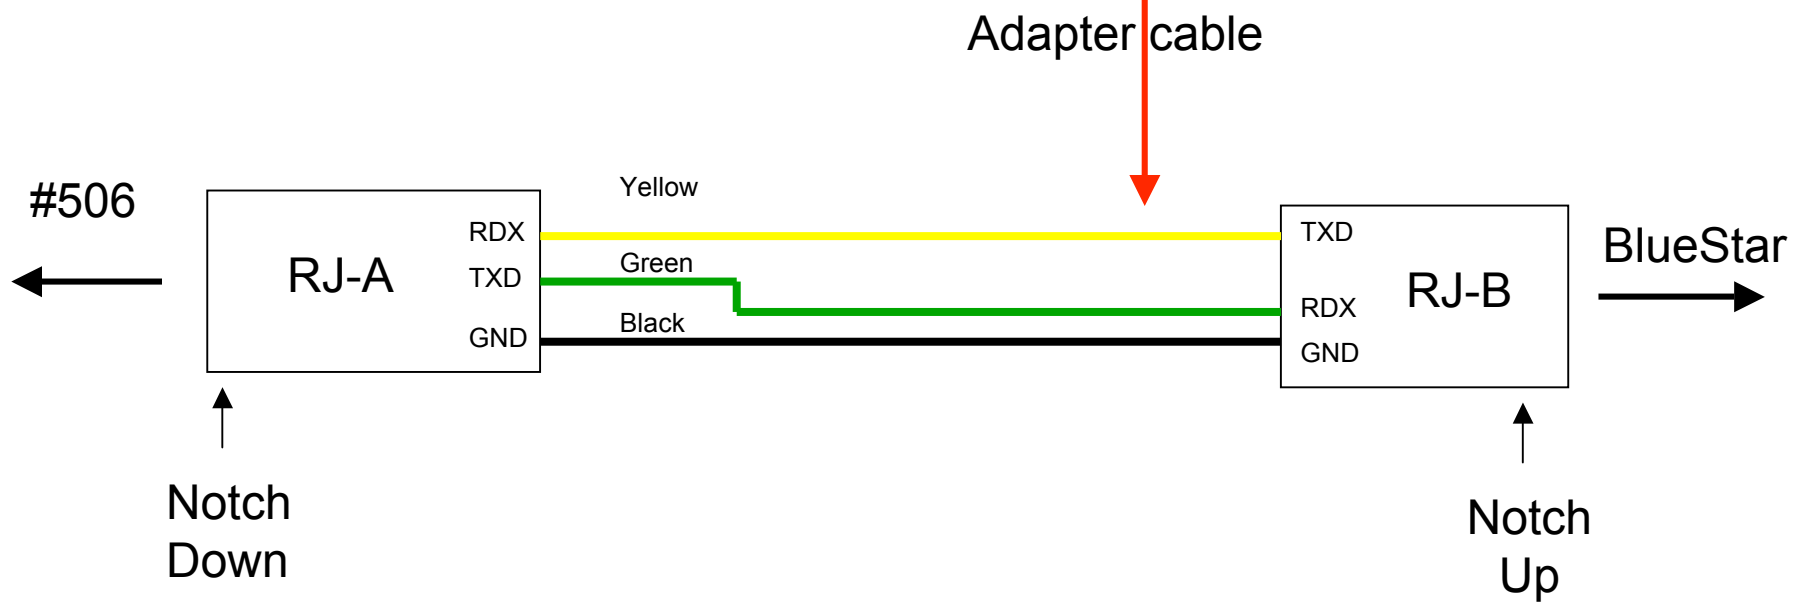 Adapter cable
#506
Yellow
RDX
TXD
BlueStar
RJ-A
TXD
Green
RJ-B
RDX
GND
Black
GND
Notch
Down
Notch
Up